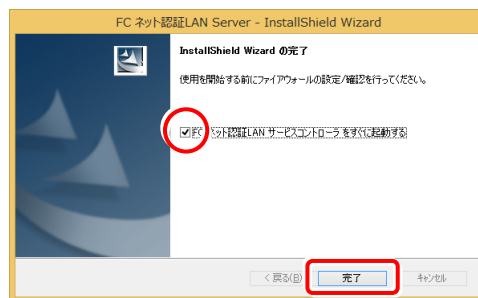 FC ネット認証LAN Server - InstallShield Wizard
InstallShield Wizard の完了
使用を開始する前にファイアウォールの設定/確認を行ってください。
FC ネット認証LAN サービスコントローラ をすぐに起動する
< 戻る(B)
完了
キャンセル